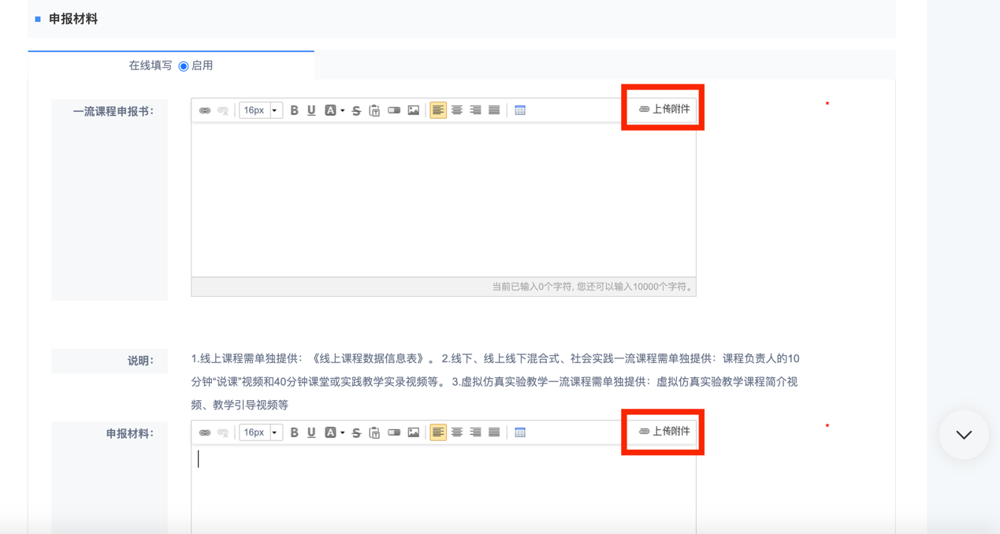 申报材料
在线填写 启用
一流课程申报书：
16px B U A S T
上传附件
*
当前已输入0个字符, 您还可以输入10000个字符。
说明：
1.线上课程需单独提供：《线上课程数据信息表》。 2.线下、线上线下混合式、社会实践一流课程需单独提供：课程负责人的10
分钟“说课”视频和40分钟课堂或实践教学实录视频等。 3.虚拟仿真实验教学一流课程需单独提供：虚拟仿真实验教学课程简介视
频、教学引导视频等
申报材料：
16px B U A S T
上传附件
*